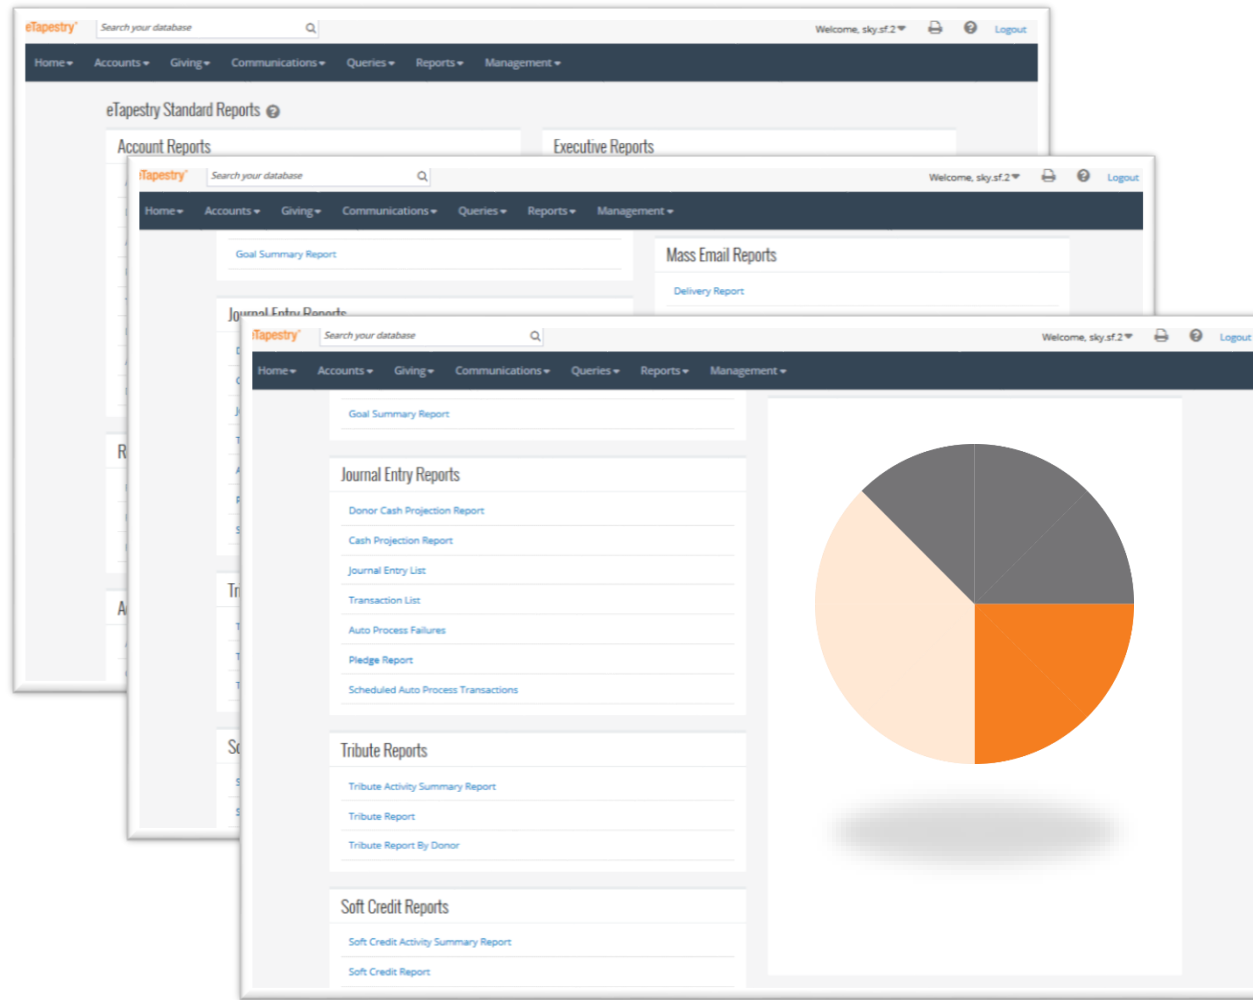 eTapestry
Search your database
Welcome, sky.sf.2
Logout
Home Accounts Giving Communications Queries Reports Management
eTapestry Standard Reports
Account Reports
Executive Reports
Tapestry
Search your database
Welcome, sky.sf.2
Logout
Home Accounts Giving Communications Queries Reports Management
Goal Summary Report
Mass Email Reports
Delivery Report
Journal Entry Reports
Tapestry
Search your database
Welcome, sky.sf.2
Logout
Home Accounts Giving Communications Queries Reports Management
Goal Summary Report
Journal Entry Reports
Donor Cash Projection Report
Cash Projection Report
Journal Entry List
Transaction List
Auto Process Failures
Pledge Report
Scheduled Auto Process Transactions
Tribute Reports
Tribute Activity Summary Report
Tribute Report
Tribute Report By Donor
Soft Credit Reports
Soft Credit Activity Summary Report
Soft Credit Report